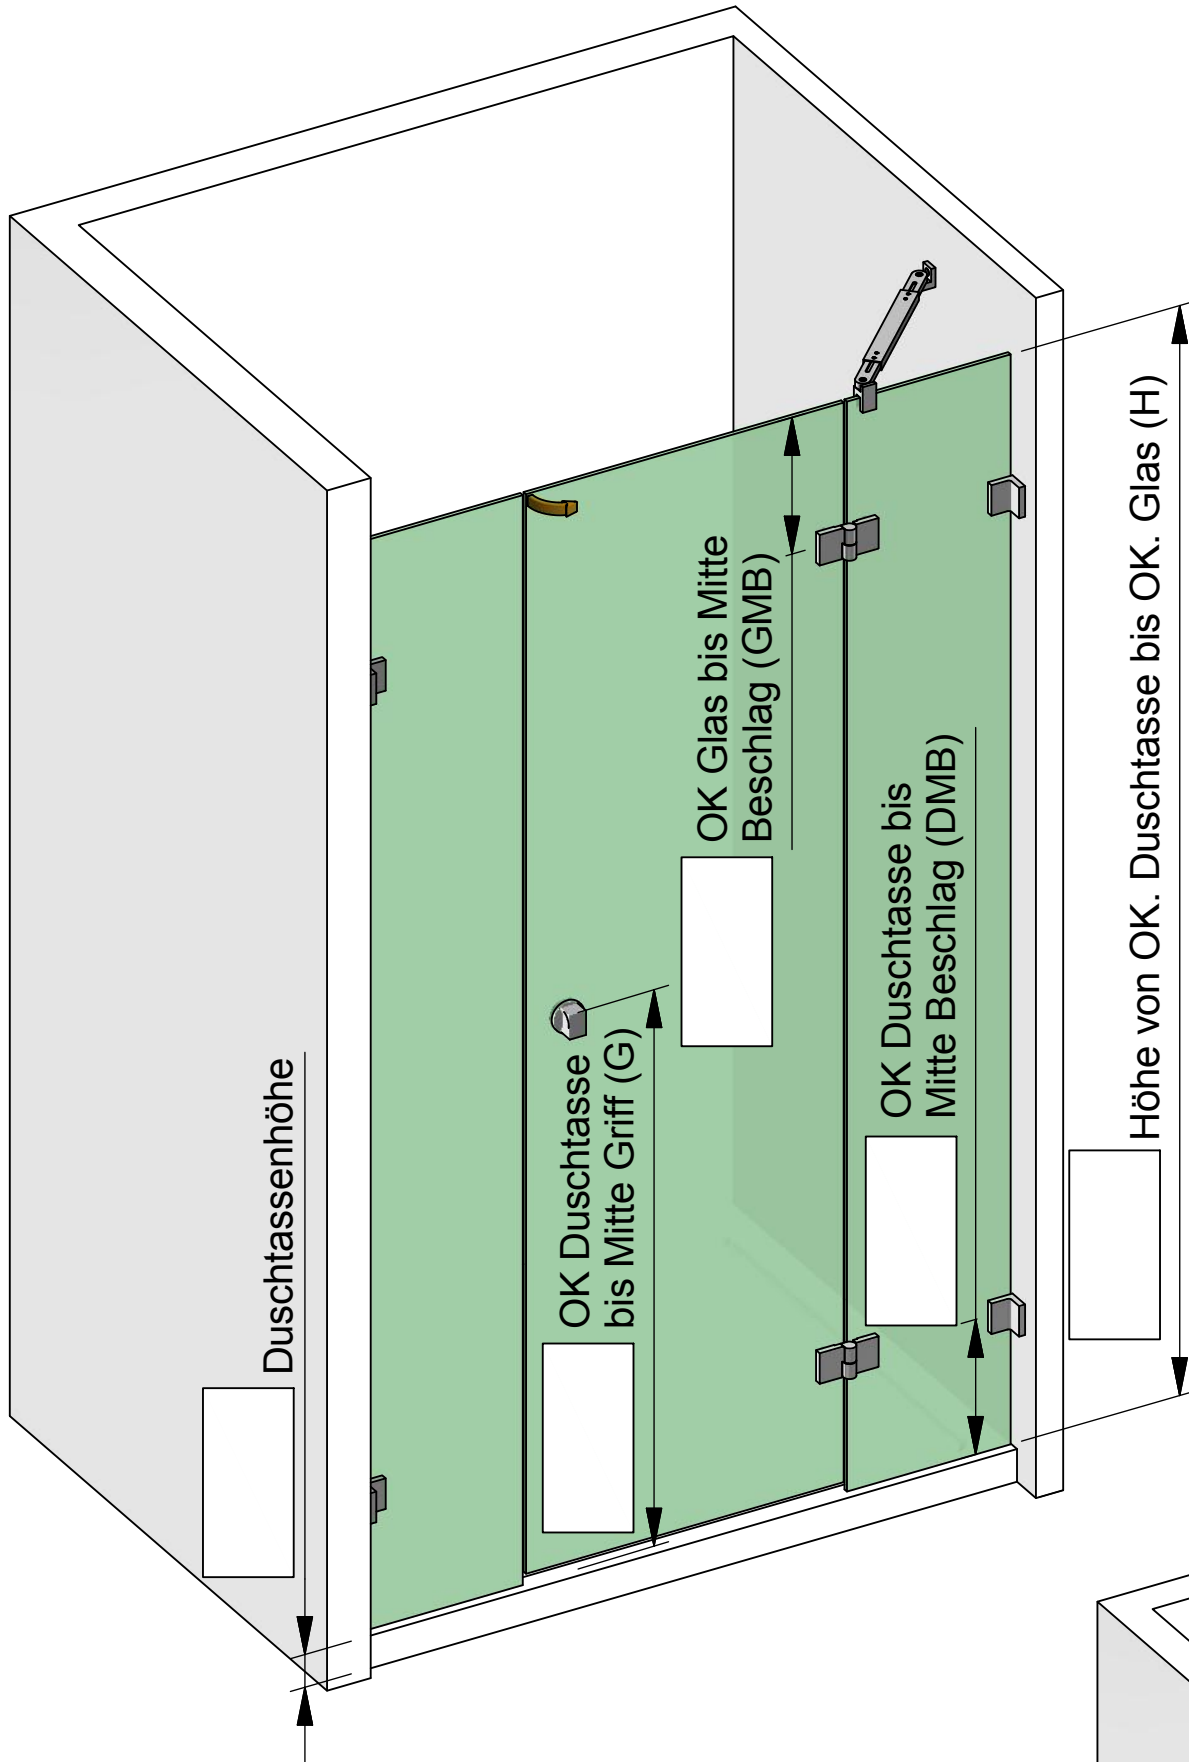 Duschtassenhöhe
OK Duschtasse
bis Mitte Griff (G)
OK Glas bis Mitte
Beschlag (GMB)
OK Duschtasse bis
Mitte Beschlag (DMB)
Höhe von OK. Duschtasse bis OK. Glas (H)